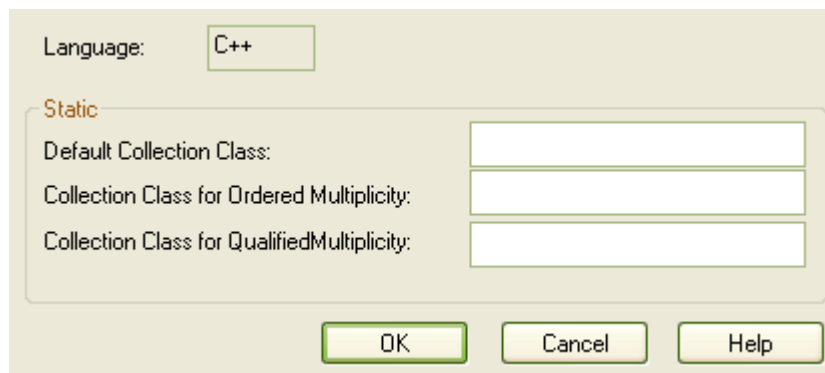 Language: C++
Static
Default Collection Class:
Collection Class for Ordered Multiplicity:
Collection Class for QualifiedMultiplicity:
OK Cancel Help